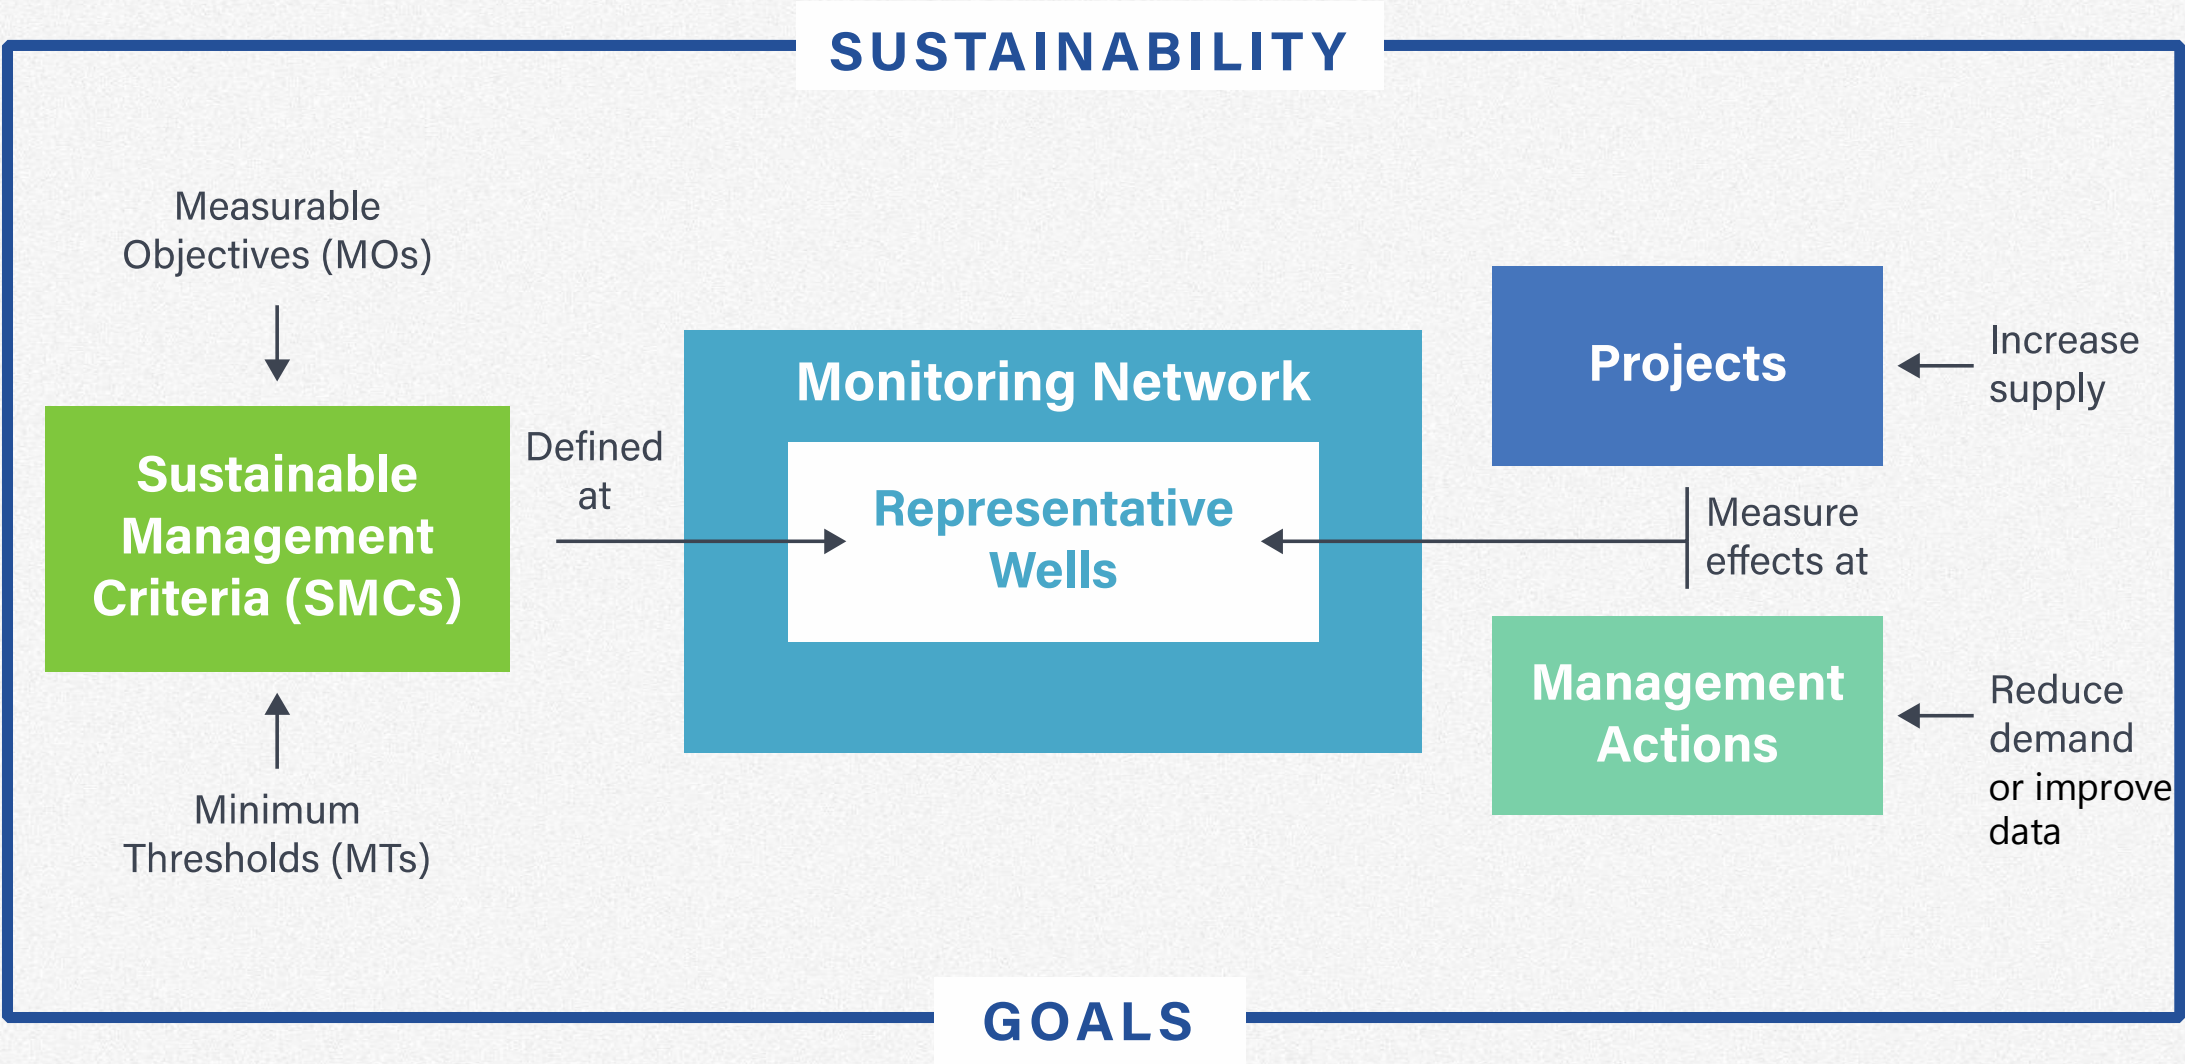 SUSTAINABILITY
Measurable
Objectives (MOs)
Sustainable
Management
Criteria (SMCs)
Minimum
Thresholds (MTs)
Defined
at
Monitoring Network
Representative
Wells
Projects
Increase
supply
Measure
effects at
Management
Actions
Reduce
demand
or improve
data
GOALS